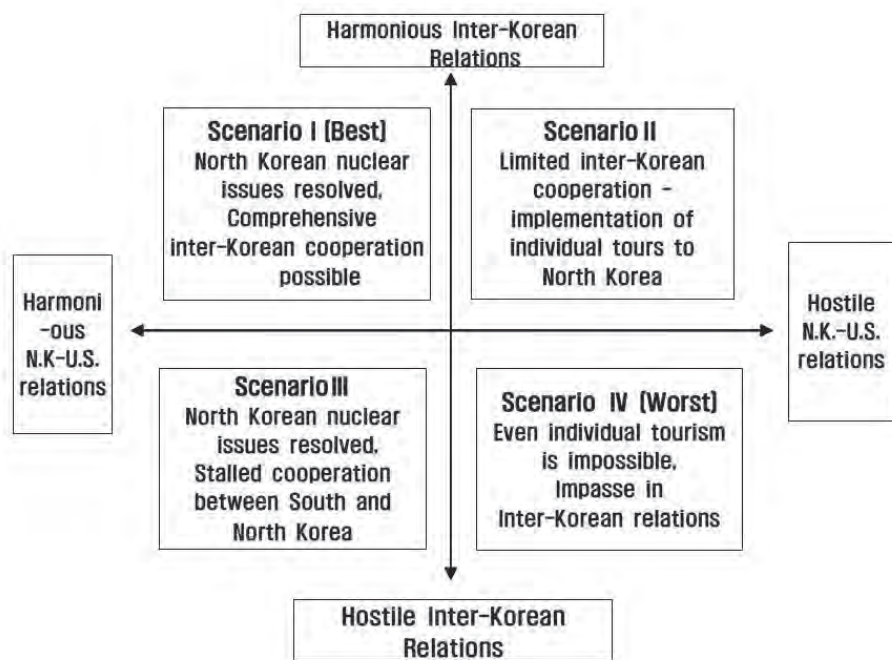 Harmonious Inter-Korean
Relations
Scenario I (Best)
North Korean nuclear
issues resolved,
Comprehensive
inter-Korean cooperation
possible
Scenario II
Limited inter-Korean
cooperation -
implementation of
individual tours to
North Korea
Harmoni
-ous
N.K-U.S.
relations
Hostile
N.K.-U.S.
relations
Scenario III
North Korean nuclear
issues resolved,
Stalled cooperation
between South and
North Korea
Scenario IV (Worst)
Even individual tourism
is impossible,
Impasse in
Inter-Korean relations
Hostile Inter-Korean
Relations